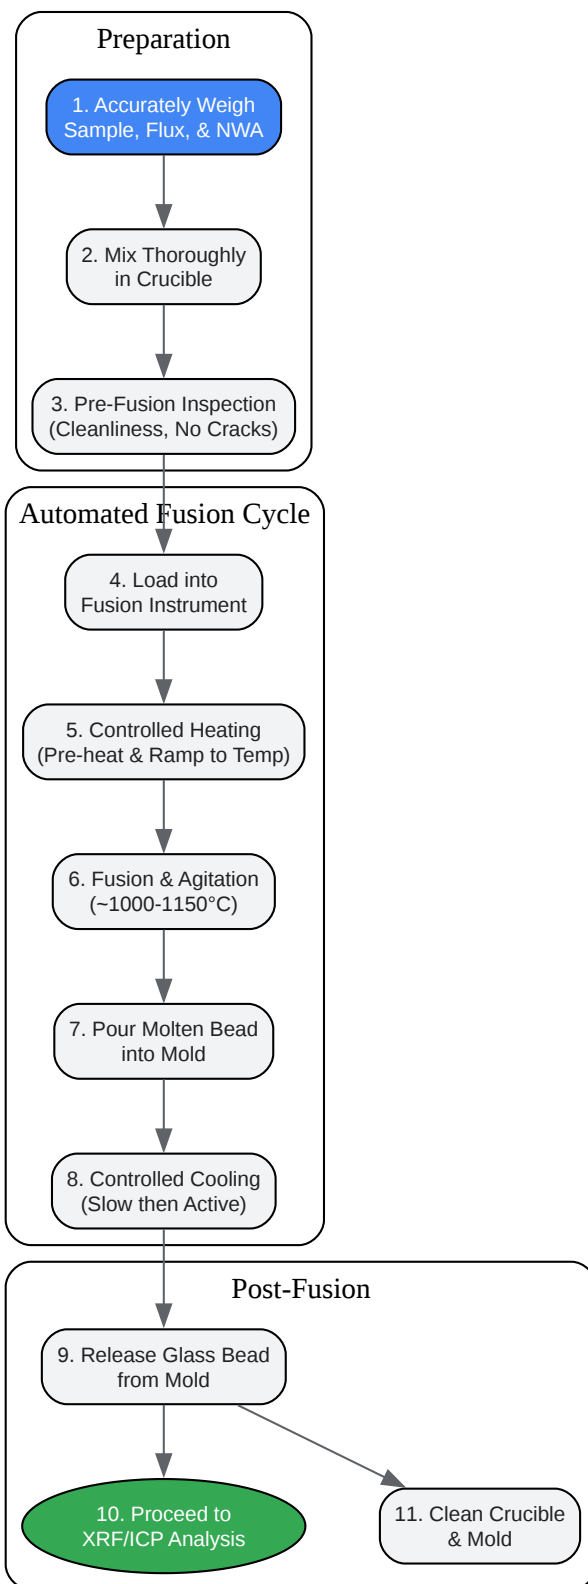 Preparation
1. Accurately Weigh
Sample, Flux, & NWA
2. Mix Thoroughly
in Crucible
3. Pre-Fusion Inspection
(Cleanliness, No Cracks)
Automated Fusion Cycle
4. Load into
Fusion Instrument
5. Controlled Heating
(Pre-heat & Ramp to Temp)
6. Fusion & Agitation
(~1000-1150°C)
7. Pour Molten Bead
into Mold
8. Controlled Cooling
(Slow then Active)
Post-Fusion
9. Release Glass Bead
from Mold
10. Proceed to
XRF/ICP Analysis
11. Clean Crucible
& Mold